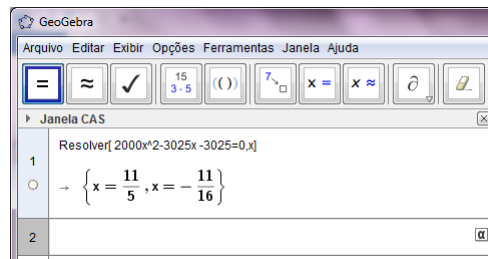 GeoGebra
Arquivo Editar Exibir Opções Ferramentas Janela Ajuda
= ≈ ✓ 15 3·5 (( )) 7 x = x ≈ ∂
Janela CAS
1
Resolver[ 2000x^2-3025x -3025=0,x]
→ {x = 11/5 , x = − 11/16}
2
α